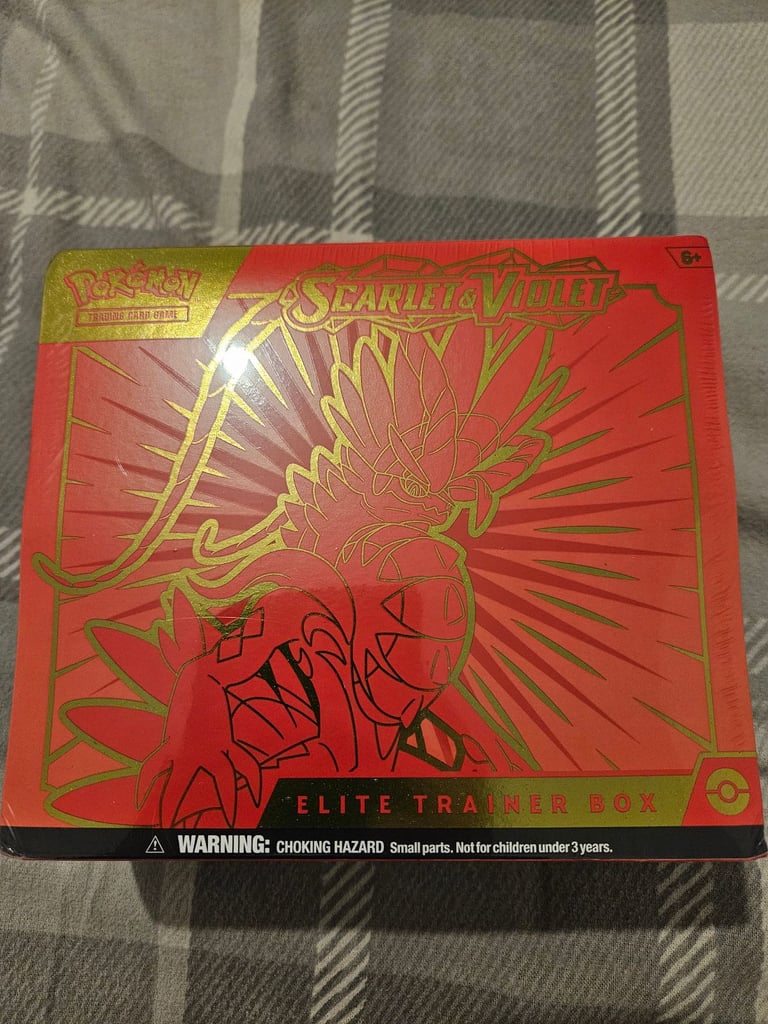 POKéMON
TRADING CARD GAME
SCARLET & VIOLET
6+
ELITE TRAINER BOX
WARNING: CHOKING HAZARD Small parts. Not for children under 3 years.